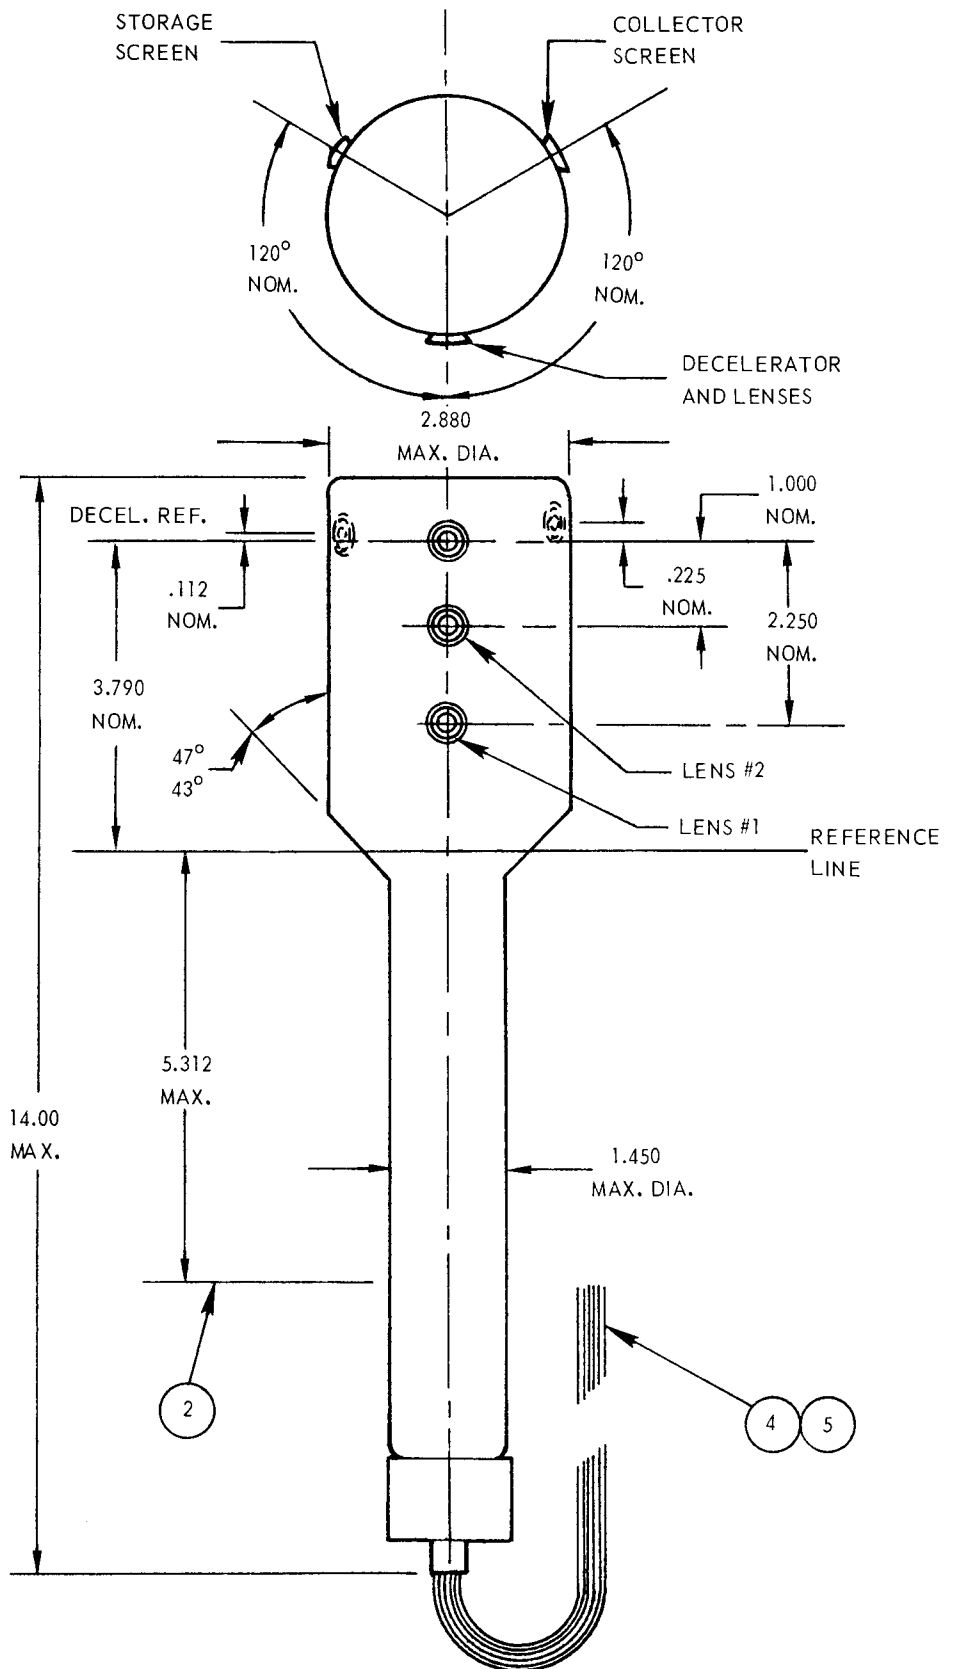 STORAGE
SCREEN
COLLECTOR
SCREEN
120°
NOM.
120°
NOM.
DECELERATOR
AND LENSES
2.880
MAX. DIA.
1.000
NOM.
DECEL. REF.
.112
NOM.
.225
NOM.
2.250
NOM.
3.790
NOM.
47°
43°
LENS #2
LENS #1
REFERENCE
LINE
5.312
MAX.
14.00
MAX.
1.450
MAX. DIA.
2
4 5